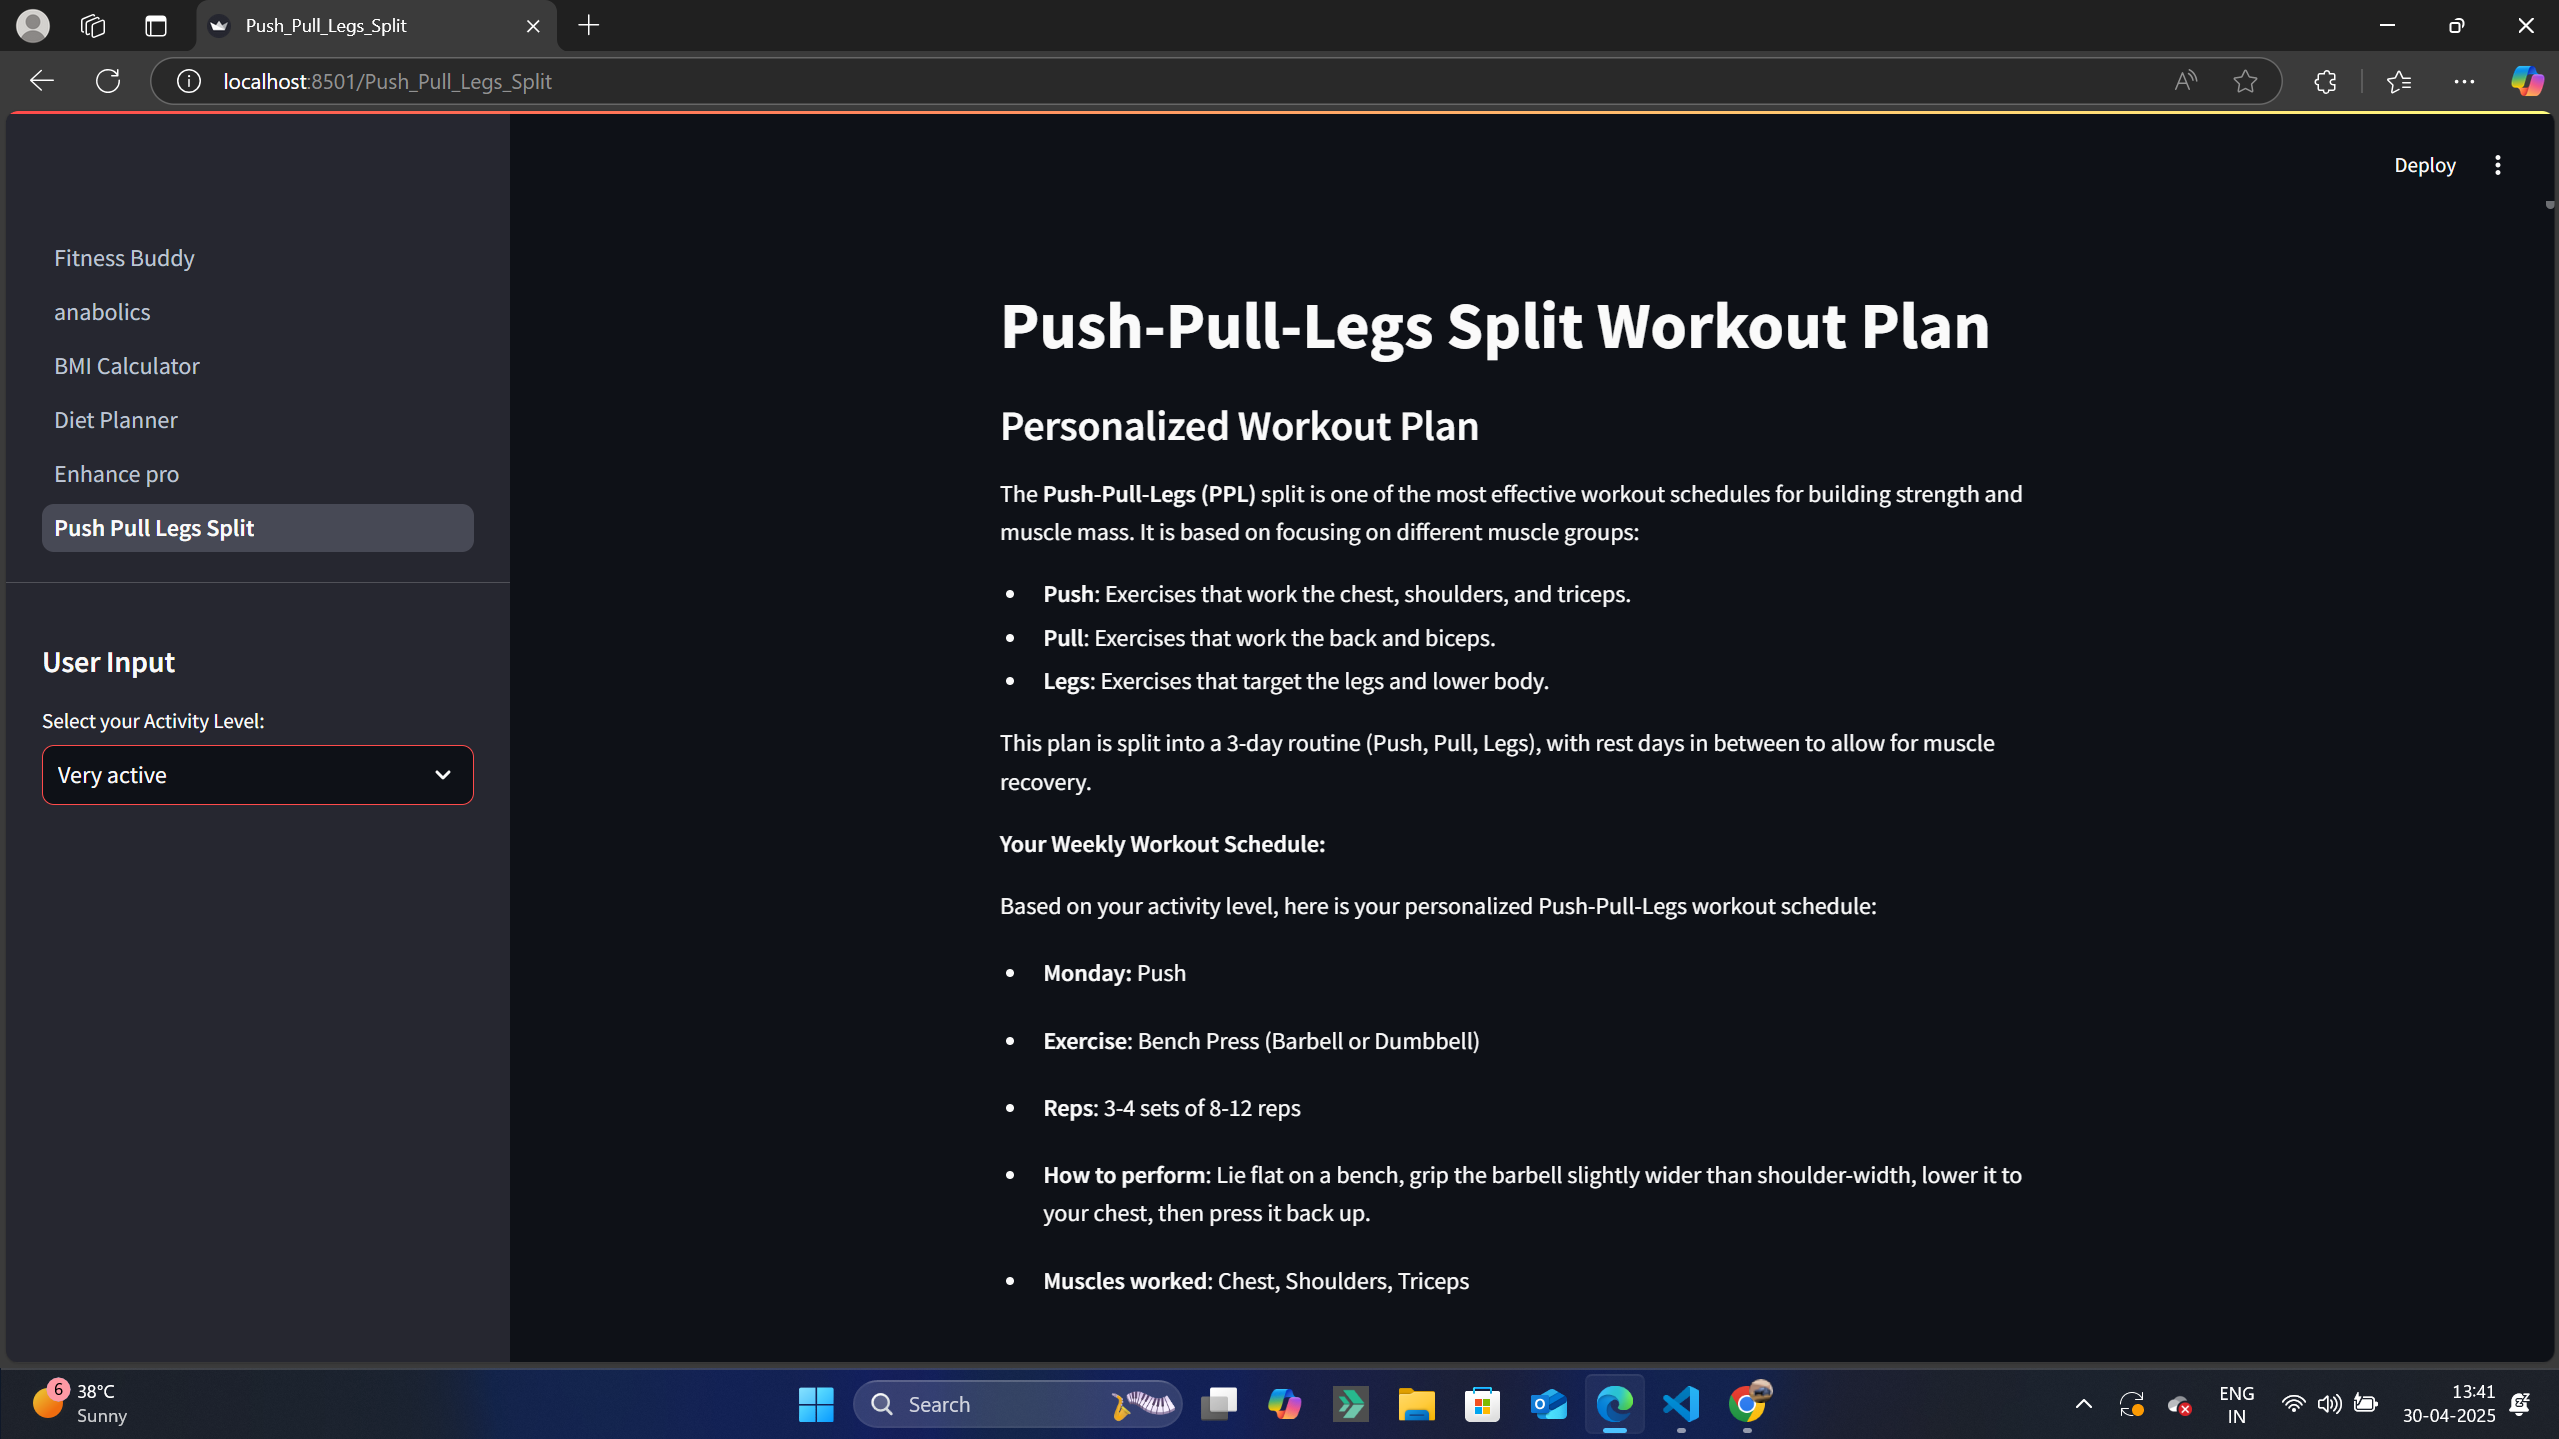 Push_Pull_Legs_Split
localhost:8501/Push_Pull_Legs_Split
Deploy
Fitness Buddy
anabolics
BMI Calculator
Diet Planner
Enhance pro
Push Pull Legs Split
User Input
Select your Activity Level:
Very active
Push-Pull-Legs Split Workout Plan
Personalized Workout Plan
The Push-Pull-Legs (PPL) split is one of the most effective workout schedules for building strength and
muscle mass. It is based on focusing on different muscle groups:
• Push: Exercises that work the chest, shoulders, and triceps.
• Pull: Exercises that work the back and biceps.
• Legs: Exercises that target the legs and lower body.
This plan is split into a 3-day routine (Push, Pull, Legs), with rest days in between to allow for muscle
recovery.
Your Weekly Workout Schedule:
Based on your activity level, here is your personalized Push-Pull-Legs workout schedule:
• Monday: Push
• Exercise: Bench Press (Barbell or Dumbbell)
• Reps: 3-4 sets of 8-12 reps
• How to perform: Lie flat on a bench, grip the barbell slightly wider than shoulder-width, lower it to
your chest, then press it back up.
• Muscles worked: Chest, Shoulders, Triceps
6
38°C
Sunny
Search
ENG
IN
13:41
30-04-2025